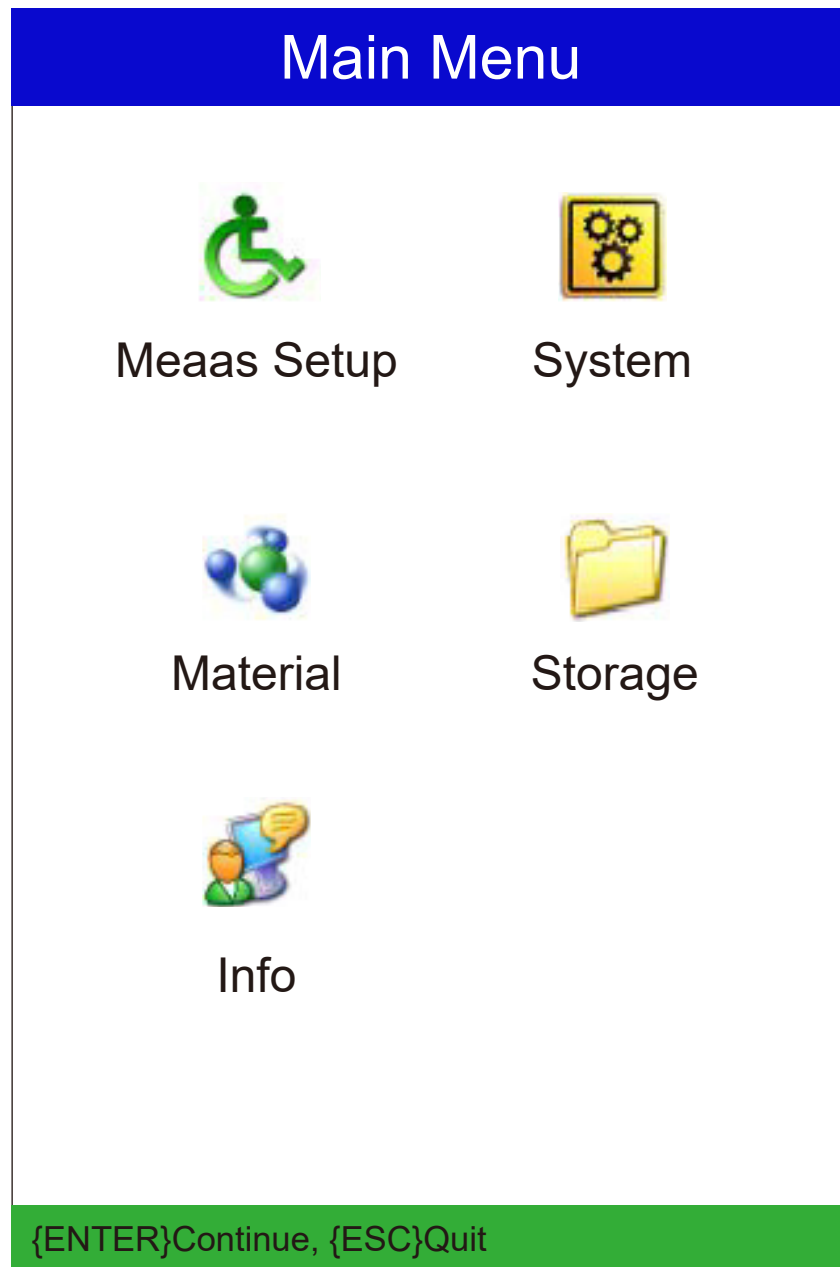 Main Menu
Meaas Setup
System
Material
Storage
Info
{ENTER}Continue, {ESC}Quit